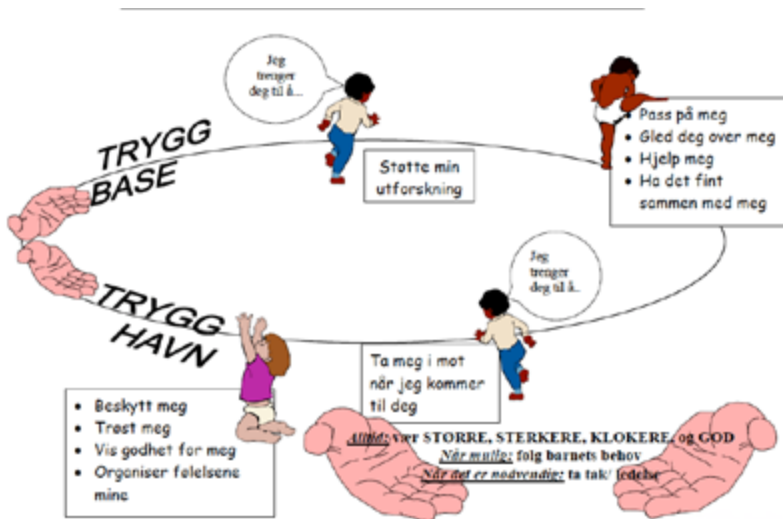 Jeg
trenger
deg til å...
TRYGG
BASE
Støtte min
utforskning
• Pass på meg
• Gled deg over meg
• Hjelp meg
• Ha det fint
sammen med meg
Jeg
trenger
deg til å..
TRYGG
HAVN
Ta meg i mot
når jeg kommer
til deg
• Beskytt meg
• Trøst meg
• Vis godhet for meg
• Organiser følelsene
mine
Alltid: vær STORRE, STERKERE, KLOKERE, og GOD
Når mulig: følg barnets behov
Når det er nødvendig: ta tak/ ledelse